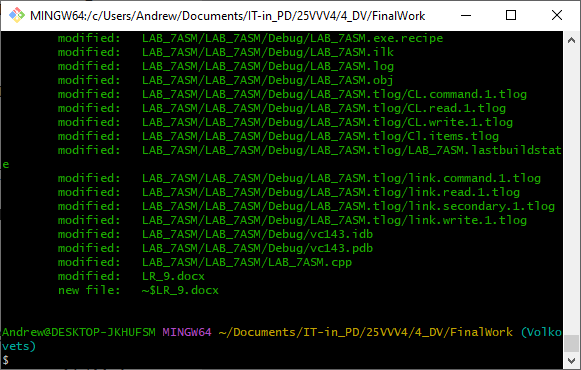 MINGW64:/c/Users/Andrew/Documents/IT-in_PD/25VVV4/4_DV/FinalWork
modified:   LAB_7ASM/LAB_7ASM/Debug/LAB_7ASM.exe.recipe
modified:   LAB_7ASM/LAB_7ASM/Debug/LAB_7ASM.ilk
modified:   LAB_7ASM/LAB_7ASM/Debug/LAB_7ASM.log
modified:   LAB_7ASM/LAB_7ASM/Debug/LAB_7ASM.obj
modified:   LAB_7ASM/LAB_7ASM/Debug/LAB_7ASM.tlog/CL.command.1.tlog
modified:   LAB_7ASM/LAB_7ASM/Debug/LAB_7ASM.tlog/CL.read.1.tlog
modified:   LAB_7ASM/LAB_7ASM/Debug/LAB_7ASM.tlog/CL.write.1.tlog
modified:   LAB_7ASM/LAB_7ASM/Debug/LAB_7ASM.tlog/Cl.items.tlog
modified:   LAB_7ASM/LAB_7ASM/Debug/LAB_7ASM.tlog/LAB_7ASM.lastbuildstat
e
modified:   LAB_7ASM/LAB_7ASM/Debug/LAB_7ASM.tlog/link.command.1.tlog
modified:   LAB_7ASM/LAB_7ASM/Debug/LAB_7ASM.tlog/link.read.1.tlog
modified:   LAB_7ASM/LAB_7ASM/Debug/LAB_7ASM.tlog/link.secondary.1.tlog
modified:   LAB_7ASM/LAB_7ASM/Debug/LAB_7ASM.tlog/link.write.1.tlog
modified:   LAB_7ASM/LAB_7ASM/Debug/vc143.idb
modified:   LAB_7ASM/LAB_7ASM/Debug/vc143.pdb
modified:   LAB_7ASM/LAB_7ASM/LAB_7ASM.cpp
modified:   LR_9.docx
new file:   ~$LR_9.docx
Andrew@DESKTOP-JKHUFSM MINGW64 ~/Documents/IT-in_PD/25VVV4/4_DV/FinalWork (Volko
vets)
$